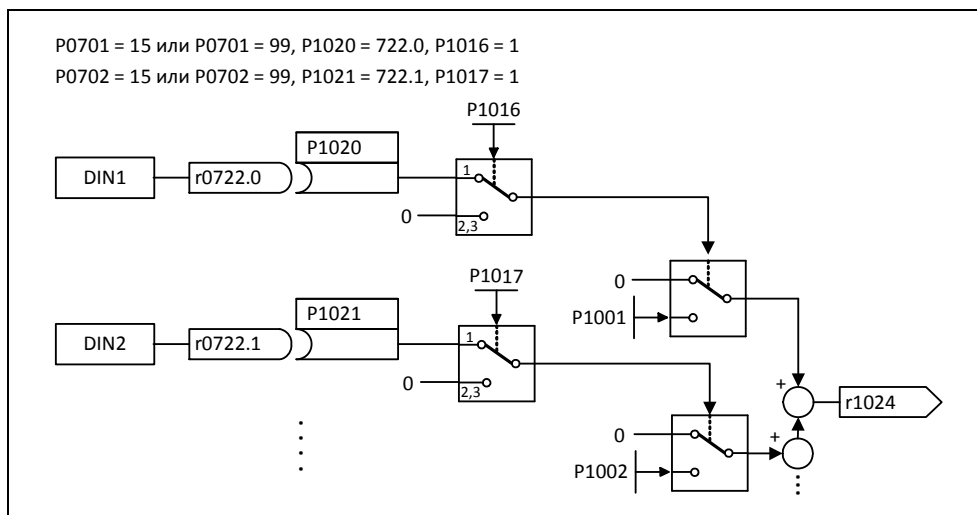 P0701 = 15 или P0701 = 99, P1020 = 722.0, P1016 = 1
P0702 = 15 или P0702 = 99, P1021 = 722.1, P1017 = 1
P1016
P1020
DIN1
r0722.0
1
0
2,3
P1017
0
P1021
P1001
DIN2
r0722.1
1
0
2,3
+
r1024
0
+
P1002